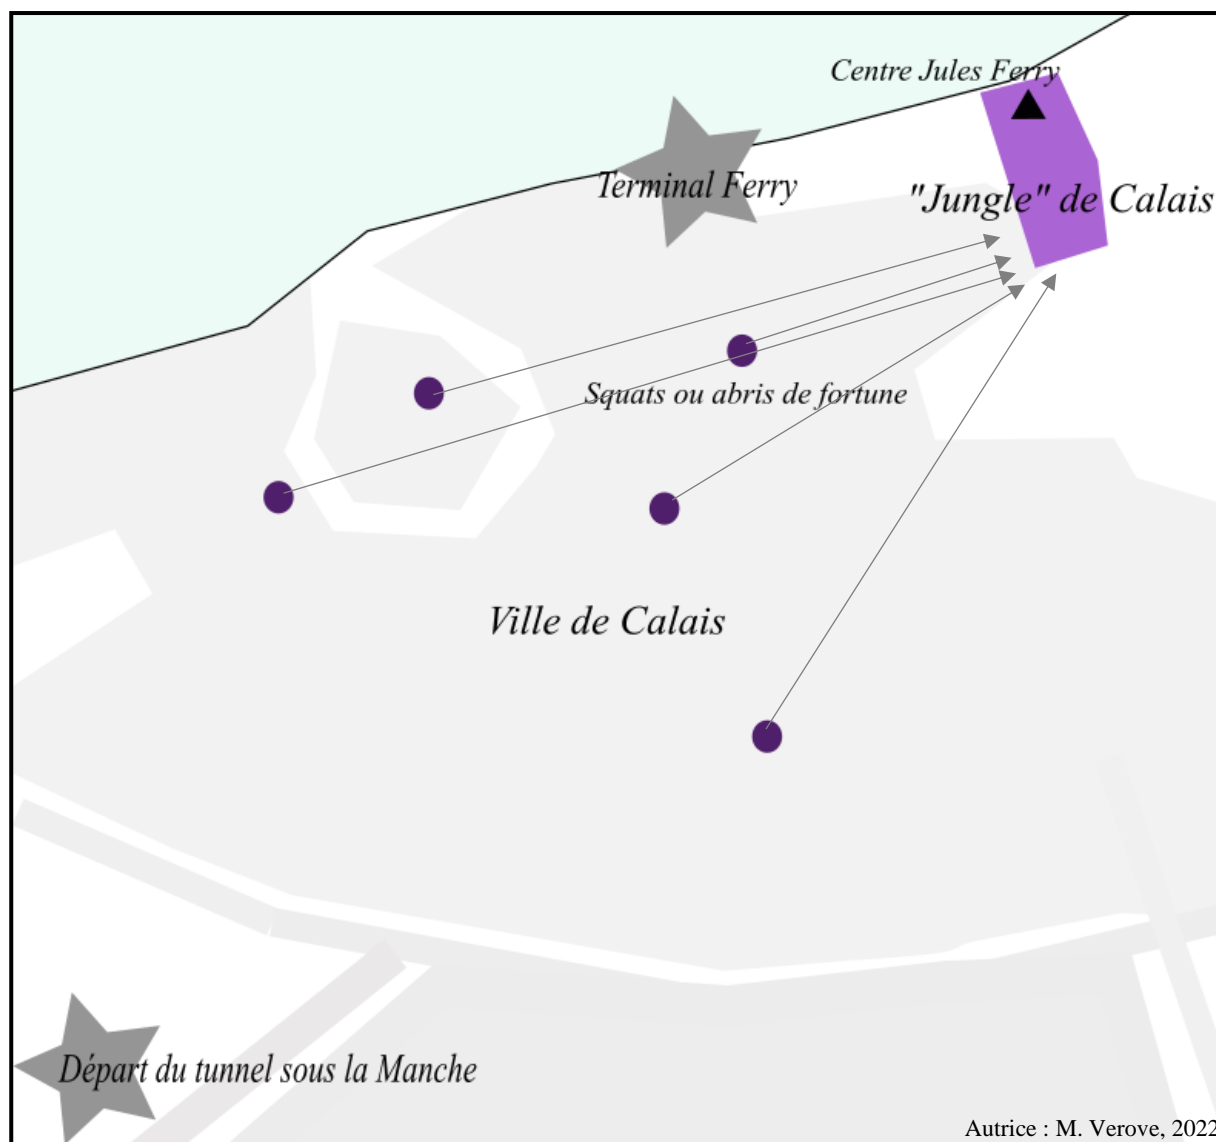 Centre Jules Ferry
Terminal Ferry
"Jungle" de Calais
Squats ou abris de fortune
Ville de Calais
Départ du tunnel sous la Manche
Autrice : M. Verove, 2022